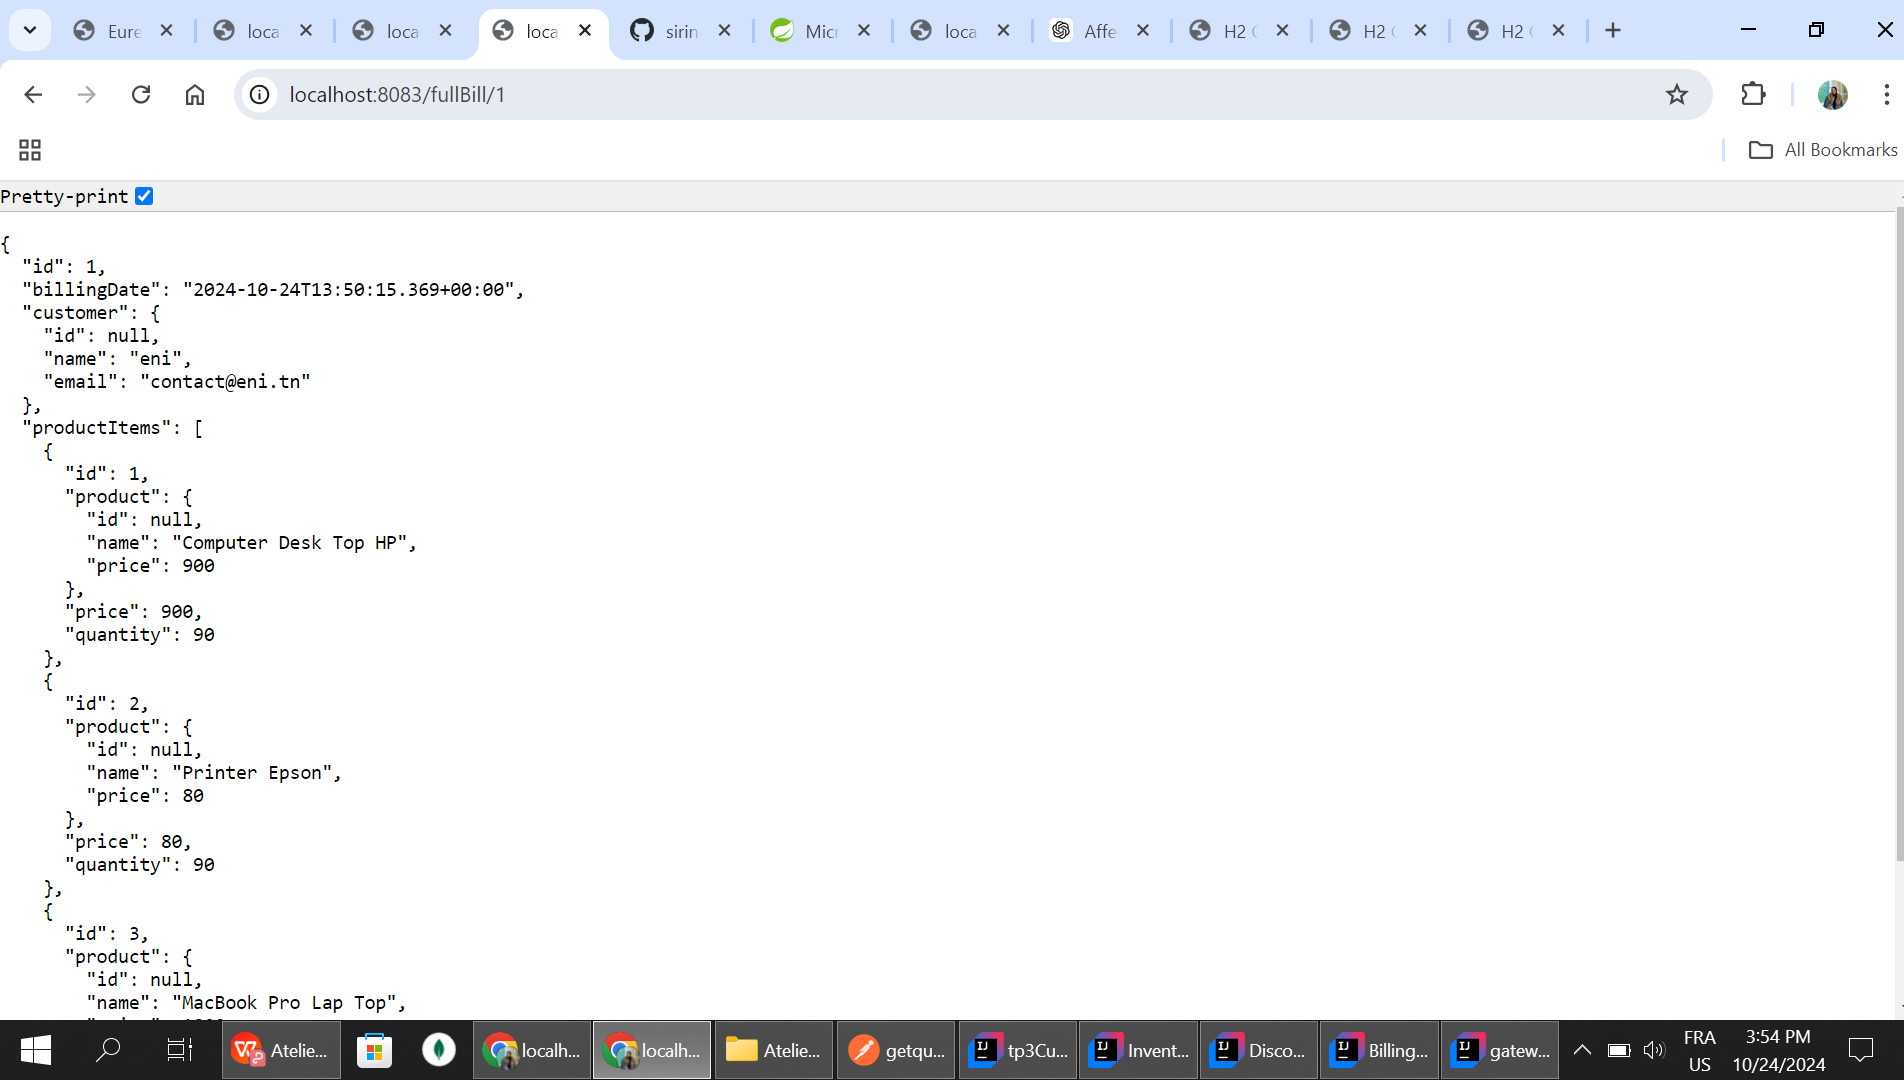 Eure
loca
loca
loca
sirin
Micr
loca
Affe
H2
H2
H2
localhost:8083/fullBill/1
All Bookmarks
Pretty-print
{
"id": 1,
"billingDate": "2024-10-24T13:50:15.369+00:00",
"customer": {
"id": null,
"name": "eni",
"email": "contact@eni.tn"
},
"productItems": [
{
"id": 1,
"product": {
"id": null,
"name": "Computer Desk Top HP",
"price": 900
},
"price": 900,
"quantity": 90
},
{
"id": 2,
"product": {
"id": null,
"name": "Printer Epson",
"price": 80
},
"price": 80,
"quantity": 90
},
{
"id": 3,
"product": {
"id": null,
"name": "MacBook Pro Lap Top",
Atelie...
localh...
localh...
Atelie...
getqu...
tp3Cu...
Invent...
Disco...
Billing...
gatew...
FRA
US
3:54 PM
10/24/2024